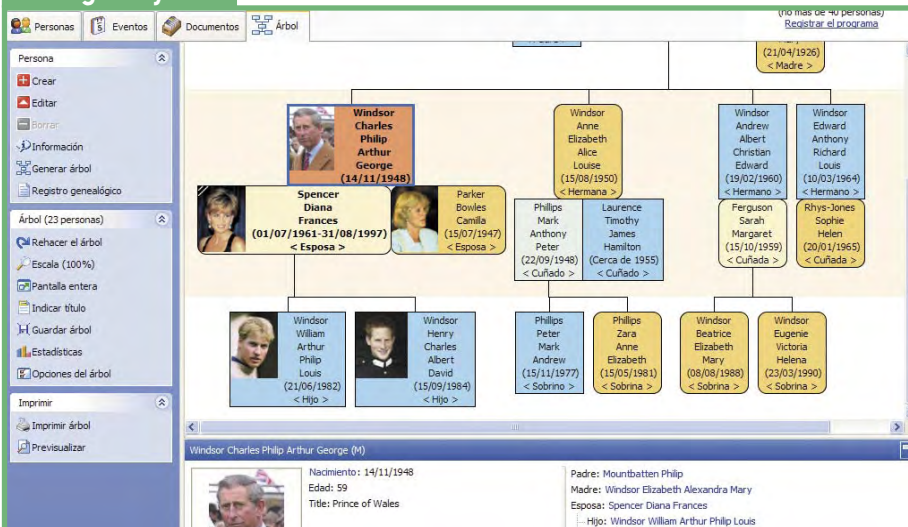 Personas
Eventos
Documentos
Árbol
(no más de 40 personas)
Registrar el programa
Persona
Crear
Editar
Borrar
Información
Generar árbol
Registro genealógico
Árbol (23 personas)
Rehacer el árbol
Escala (100%)
Pantalla entera
Indicar título
Guardar árbol
Estadísticas
Opciones del árbol
Imprimir
Imprimir árbol
Previsualizar
(21/04/1926)
< Madre >
Windsor
Charles
Philip
Arthur
George
(14/11/1948)
Windsor
Anne
Elizabeth
Alice
Louise
(15/08/1950)
< Hermana >
Windsor
Andrew
Albert
Christian
Edward
(19/02/1960)
< Hermano >
Windsor
Edward
Anthony
Richard
Louis
(10/03/1964)
< Hermano >
Spencer
Diana
Frances
(01/07/1961-31/08/1997)
< Esposa >
Parker
Bowles
Camilla
(15/07/1947)
< Esposa >
Phillips
Mark
Anthony
Peter
(22/09/1948)
< Cuñado >
Laurence
Timothy
James
Hamilton
(Cerca de 1955)
< Cuñado >
Ferguson
Sarah
Margaret
(15/10/1959)
< Cuñada >
Rhys-Jones
Sophie
Helen
(20/01/1965)
< Cuñada >
Windsor
William
Arthur
Philip
Louis
(21/06/1982)
< Hijo >
Windsor
Henry
Charles
Albert
David
(15/09/1984)
< Hijo >
Phillips
Peter
Mark
Andrew
(15/11/1977)
< Sobrino >
Phillips
Zara
Anne
Elizabeth
(15/05/1981)
< Sobrina >
Windsor
Beatrice
Elizabeth
Mary
(08/08/1988)
< Sobrina >
Windsor
Eugenie
Victoria
Helena
(23/03/1990)
< Sobrina >
Windsor Charles Philip Arthur George (M)
Nacimiento: 14/11/1948
Edad: 59
Title: Prince of Wales
Padre: Mountbatten Philip
Madre: Windsor Elizabeth Alexandra Mary
Esposa: Spencer Diana Frances
Hijo: Windsor William Arthur Philip Louis